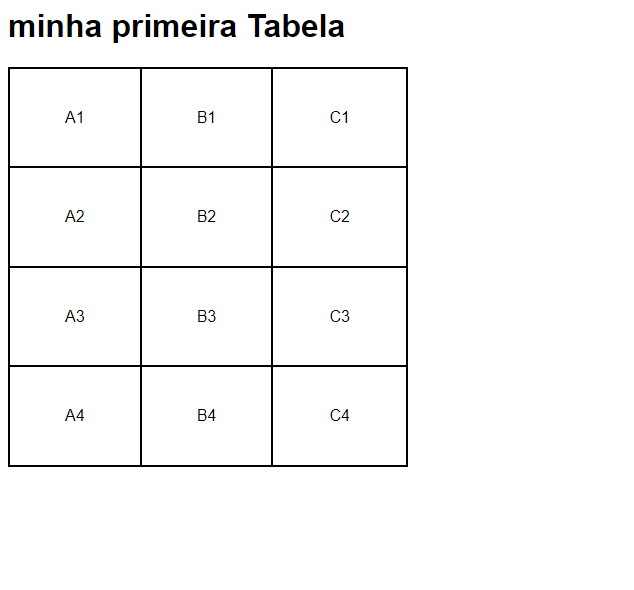 minha primeira Tabela
A1 B1 C1
A2 B2 C2
A3 B3 C3
A4 B4 C4